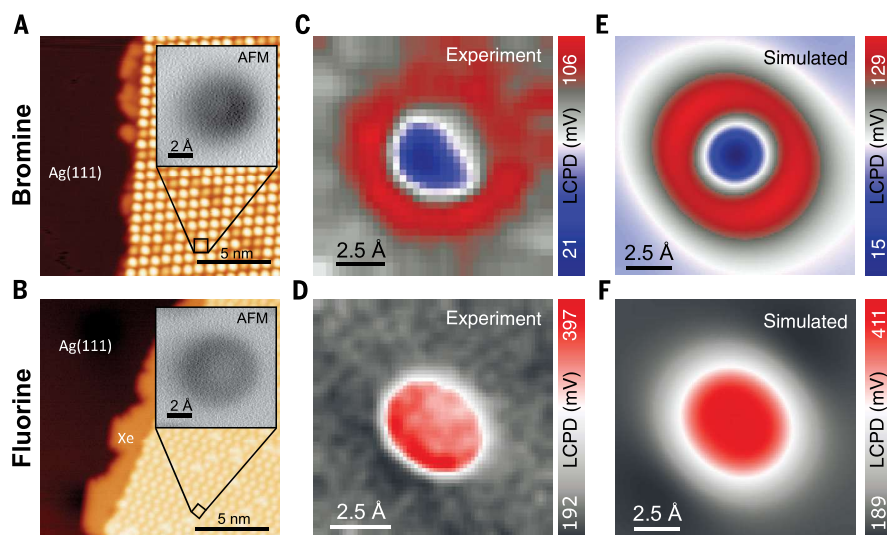 A
Bromine
AFM
2 Å
Ag(111)
5 nm
C
Experiment
2.5 Å
106
LCPD (mV)
21
E
Simulated
2.5 Å
129
LCPD (mV)
15
B
Fluorine
AFM
2 Å
Ag(111)
Xe
5 nm
D
Experiment
2.5 Å
397
LCPD (mV)
192
F
Simulated
2.5 Å
411
LCPD (mV)
189